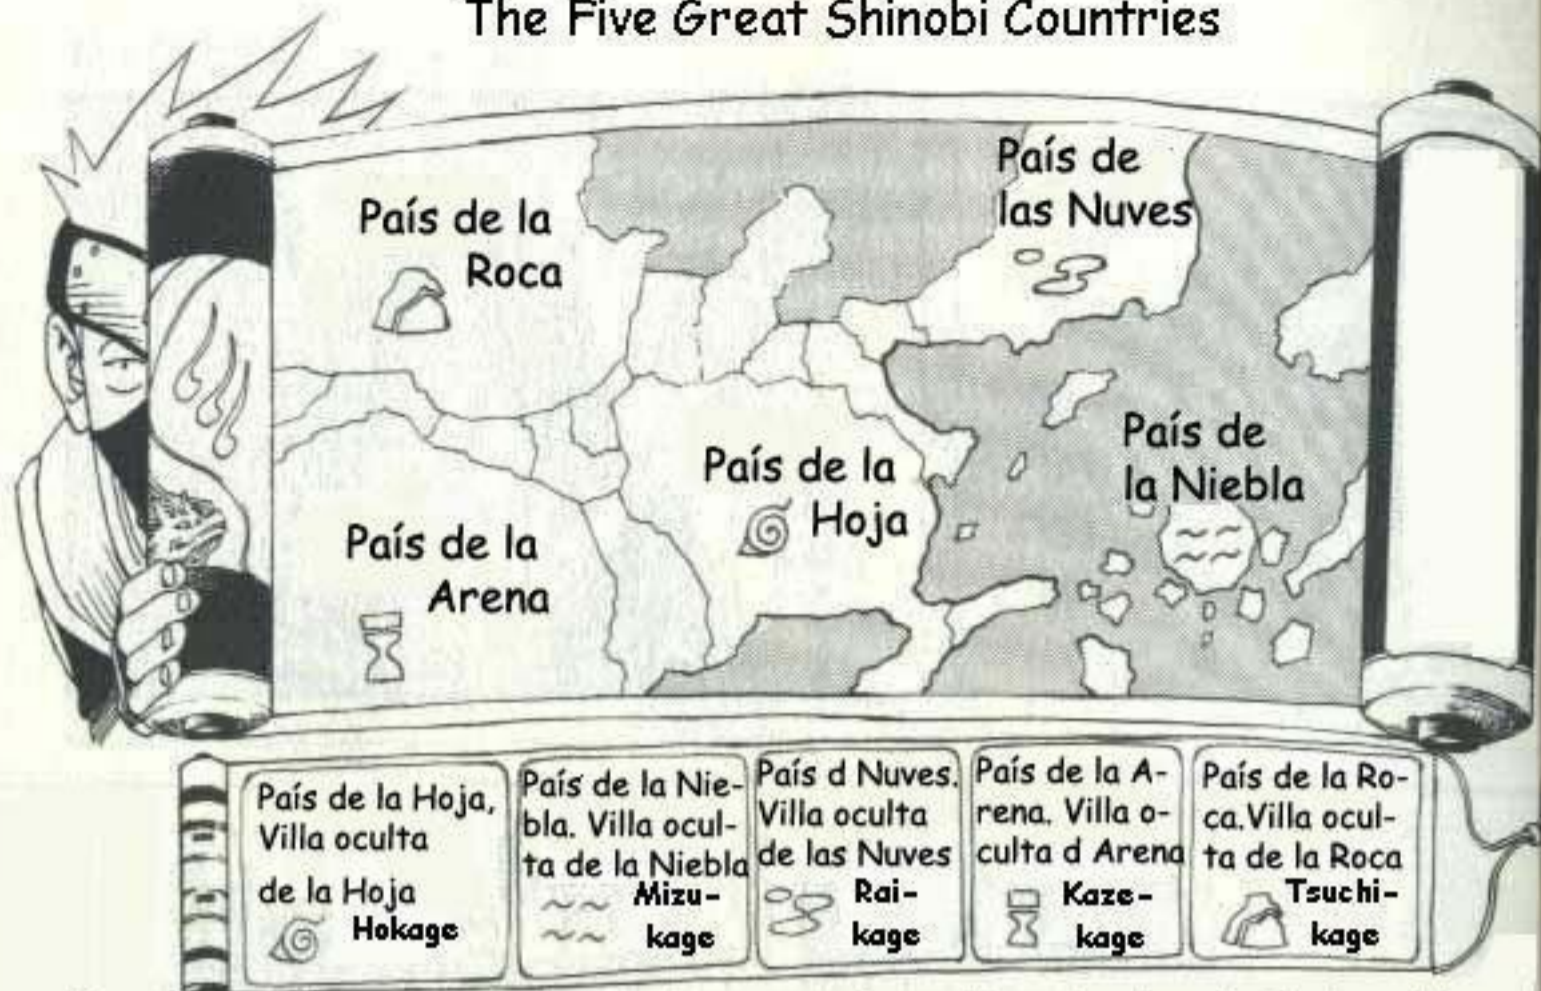 The Five Great Shinobi Countries
País de la
Roca
País de
las Nuves
País de la
Hoja
País de
la Niebla
País de la
Arena
País de la Hoja,
Villa oculta
de la Hoja
Hokage
País de la Nie-
bla. Villa ocul-
ta de la Niebla
Mizu-
kage
País d Nuves.
Villa oculta
de las Nuves
Rai-
kage
País de la A-
rena. Villa o-
culta d Arena
Kaze-
kage
País de la Ro-
ca.Villa ocul-
ta de la Roca
Tsuchi-
kage